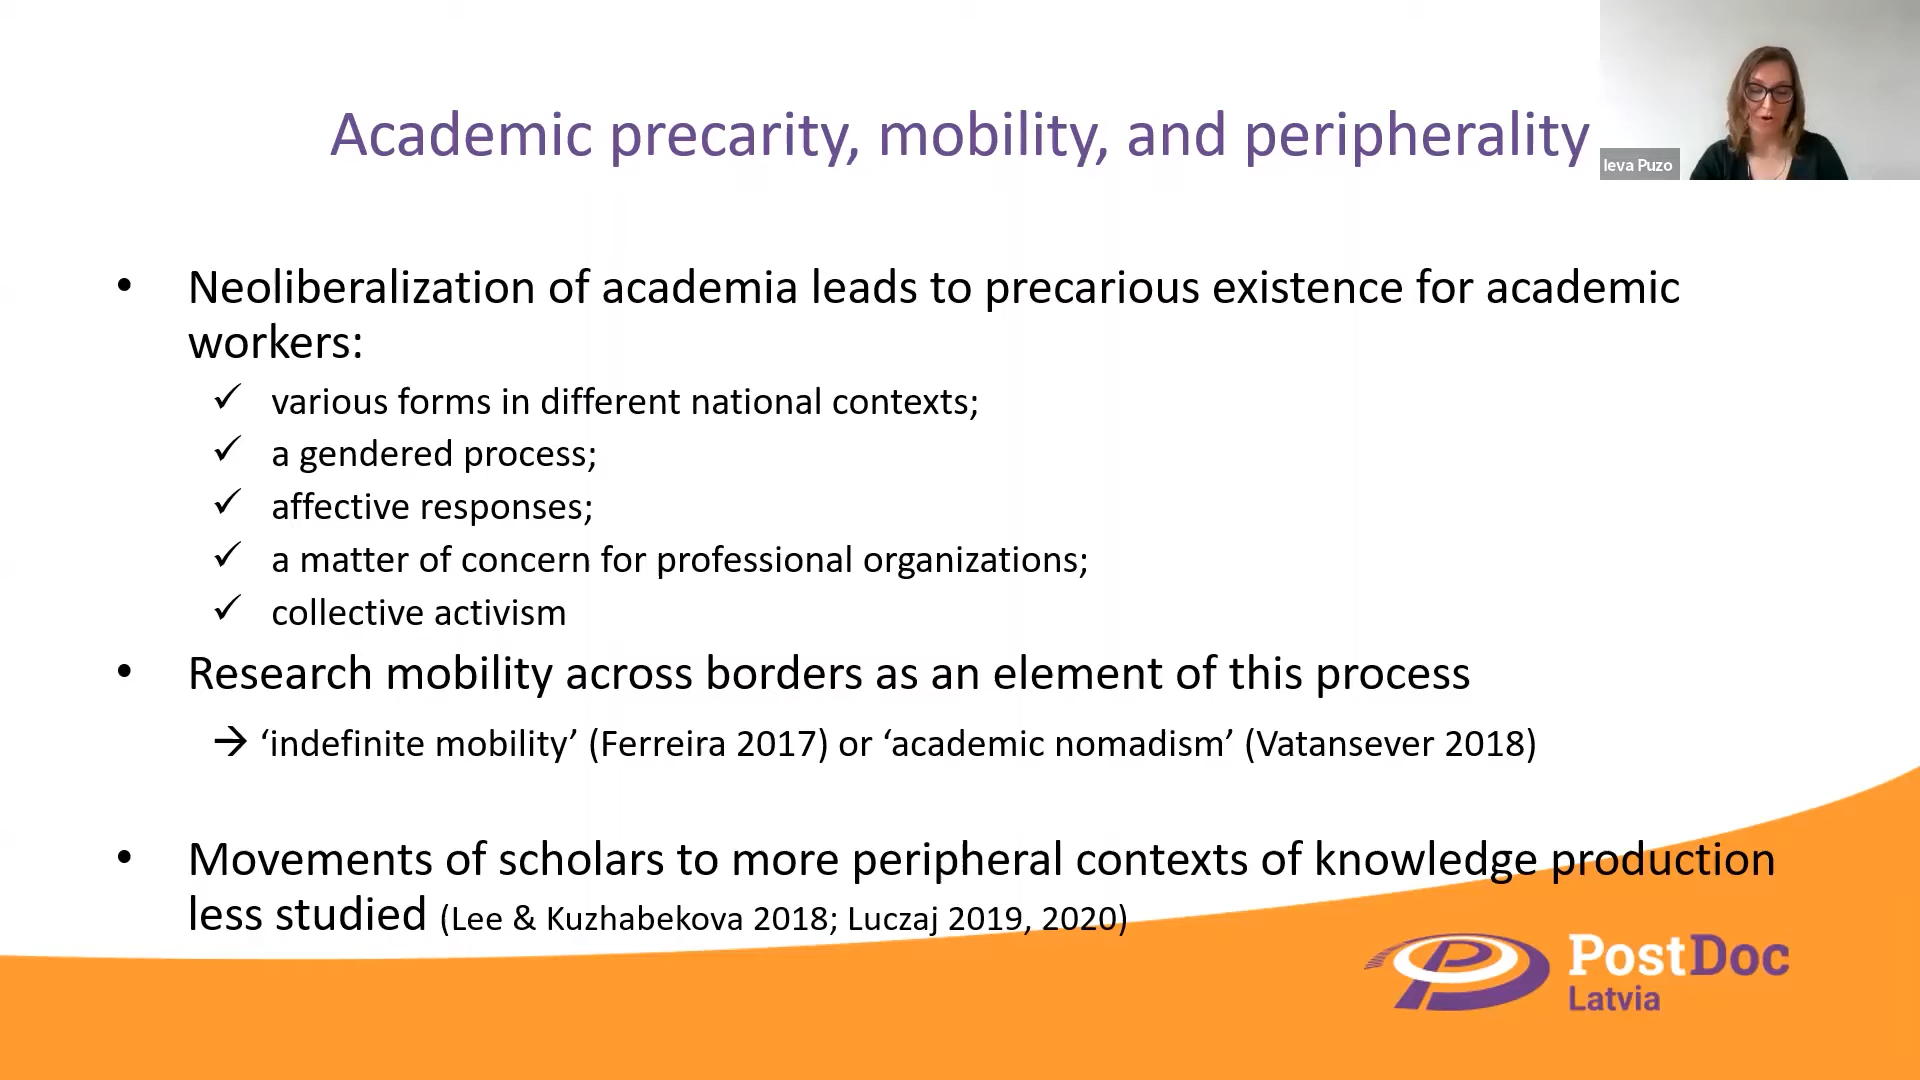 Academic precarity, mobility, and peripherality
Ieva Puzo
• Neoliberalization of academia leads to precarious existence for academic
workers:
✓ various forms in different national contexts;
✓ a gendered process;
✓ affective responses;
✓ a matter of concern for professional organizations;
✓ collective activism
• Research mobility across borders as an element of this process
→ ‘indefinite mobility’ (Ferreira 2017) or ‘academic nomadism’ (Vatansever 2018)
• Movements of scholars to more peripheral contexts of knowledge production
less studied (Lee & Kuzhabekova 2018; Luczaj 2019, 2020)
PostDoc
Latvia